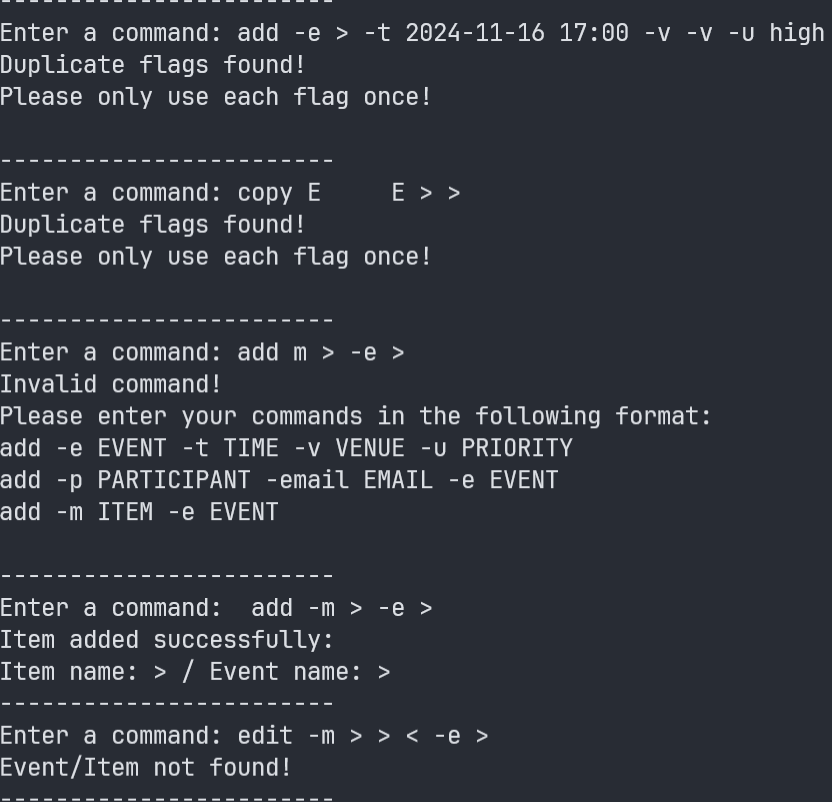 ------------------------
Enter a command: add -e > -t 2024-11-16 17:00 -v -v -u high
Duplicate flags found!
Please only use each flag once!
------------------------
Enter a command: copy E     E > >
Duplicate flags found!
Please only use each flag once!
------------------------
Enter a command: add m > -e >
Invalid command!
Please enter your commands in the following format:
add -e EVENT -t TIME -v VENUE -u PRIORITY
add -p PARTICIPANT -email EMAIL -e EVENT
add -m ITEM -e EVENT
------------------------
Enter a command:  add -m > -e >
Item added successfully:
Item name: > / Event name: >
------------------------
Enter a command: edit -m > > < -e >
Event/Item not found!
------------------------